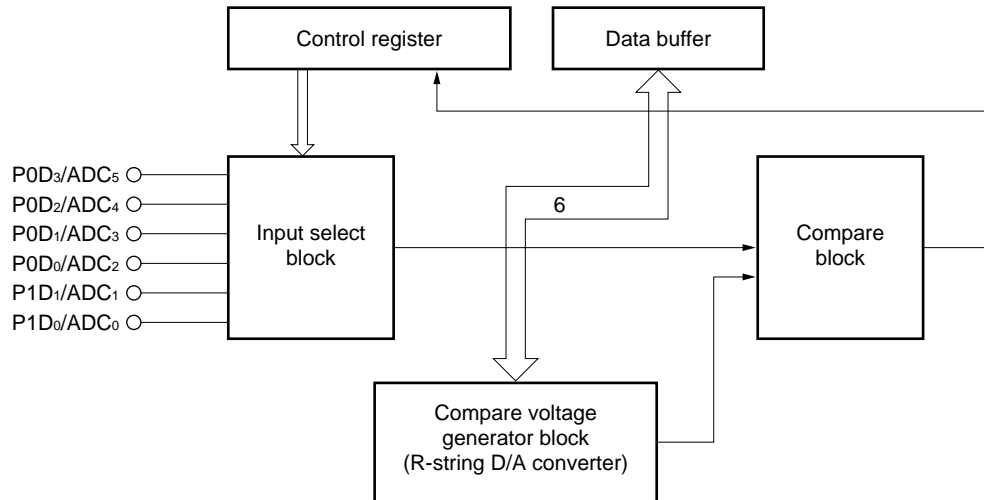 Control register
Data buffer
P0D₃/ADC₅
P0D₂/ADC₄
P0D₁/ADC₃
P0D₀/ADC₂
P1D₁/ADC₁
P1D₀/ADC₀
Input select
block
6
Compare
block
Compare voltage
generator block
(R-string D/A converter)